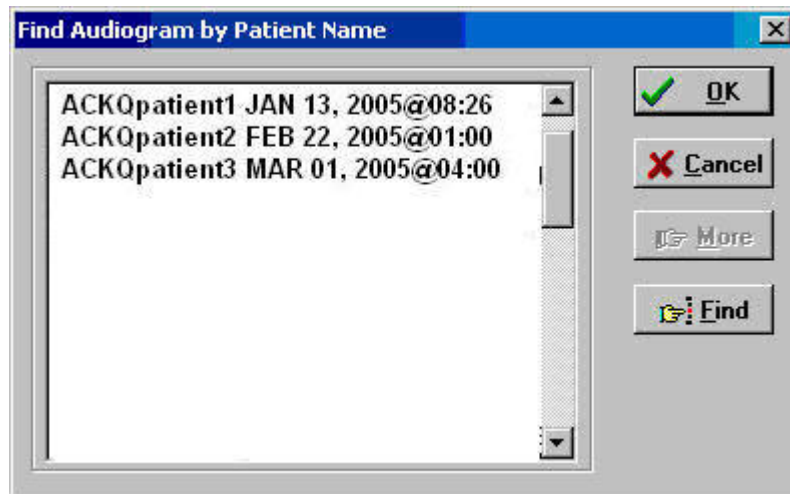 Find Audiogram by Patient Name
ACKQpatient1 JAN 13, 2005@08:26
ACKQpatient2 FEB 22, 2005@01:00
ACKQpatient3 MAR 01, 2005@04:00
OK
Cancel
More
Find